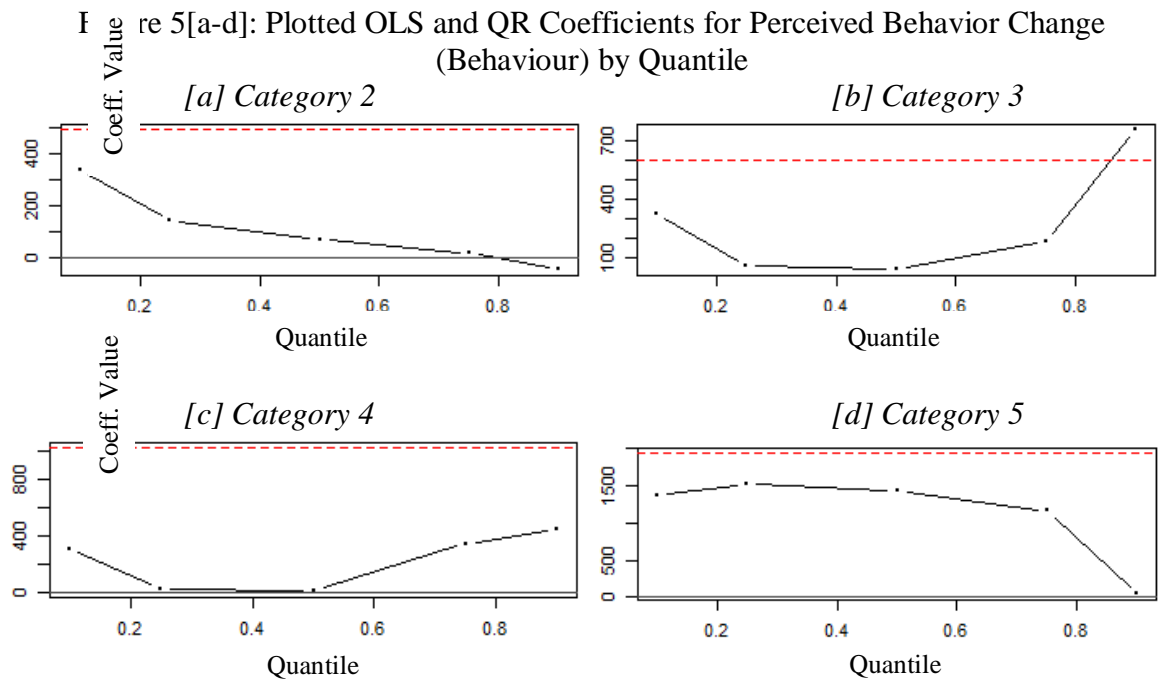 re 5[a-d]: Plotted OLS and QR Coefficients for Perceived Behavior Change
(Behaviour) by Quantile
[a] Category 2
[b] Category 3
Coeff. Value
400
200
0
0.2 0.4 0.6 0.8
Quantile
700
400
100
0.2 0.4 0.6 0.8
Quantile
[c] Category 4
[d] Category 5
Coeff. Value
800
400
0
0.2 0.4 0.6 0.8
Quantile
1500
500
0
0.2 0.4 0.6 0.8
Quantile